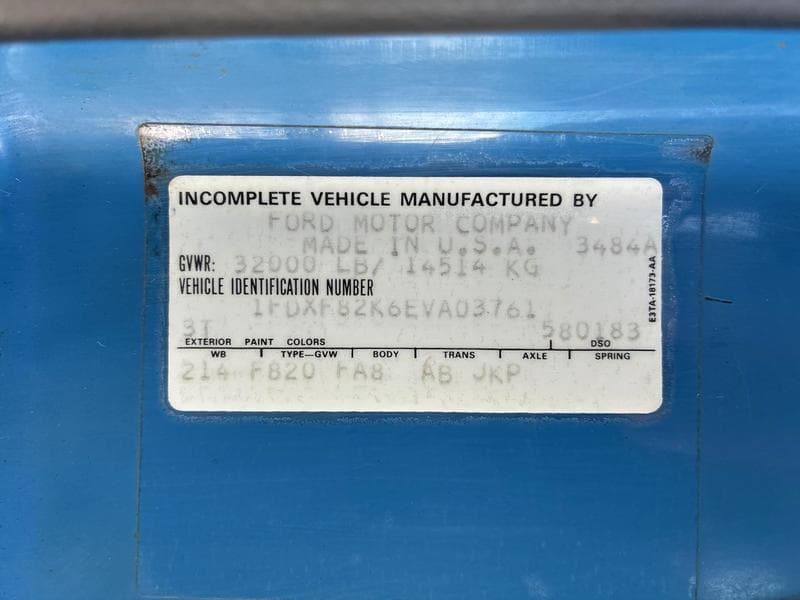 INCOMPLETE VEHICLE MANUFACTURED BY
FORD MOTOR COMPANY
MADE IN U.S.A. 3484A
GVWR: 32000 LB/ 14514 KG
VEHICLE IDENTIFICATION NUMBER
1FDXF82K6EVA03761
3T 580183
EXTERIOR PAINT COLORS DSO
WB TYPE—GVW BODY TRANS AXLE SPRING
214 F820 FA8 AB JKP
E3TA-18173-AA